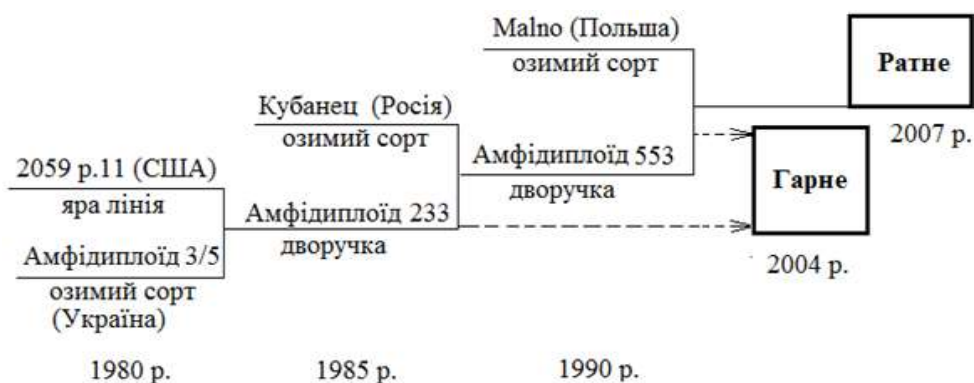 Malno (Польша)
озимий сорт
Ратне
2007 р.
Кубанец (Росія)
озимий сорт
Амфідиплоїд 553
дворучка
Гарне
2004 р.
2059 р.11 (США)
яра лінія
Амфідиплоїд 233
дворучка
Амфідиплоїд 3/5
озимий сорт
(Україна)
1980 р.
1985 р.
1990 р.